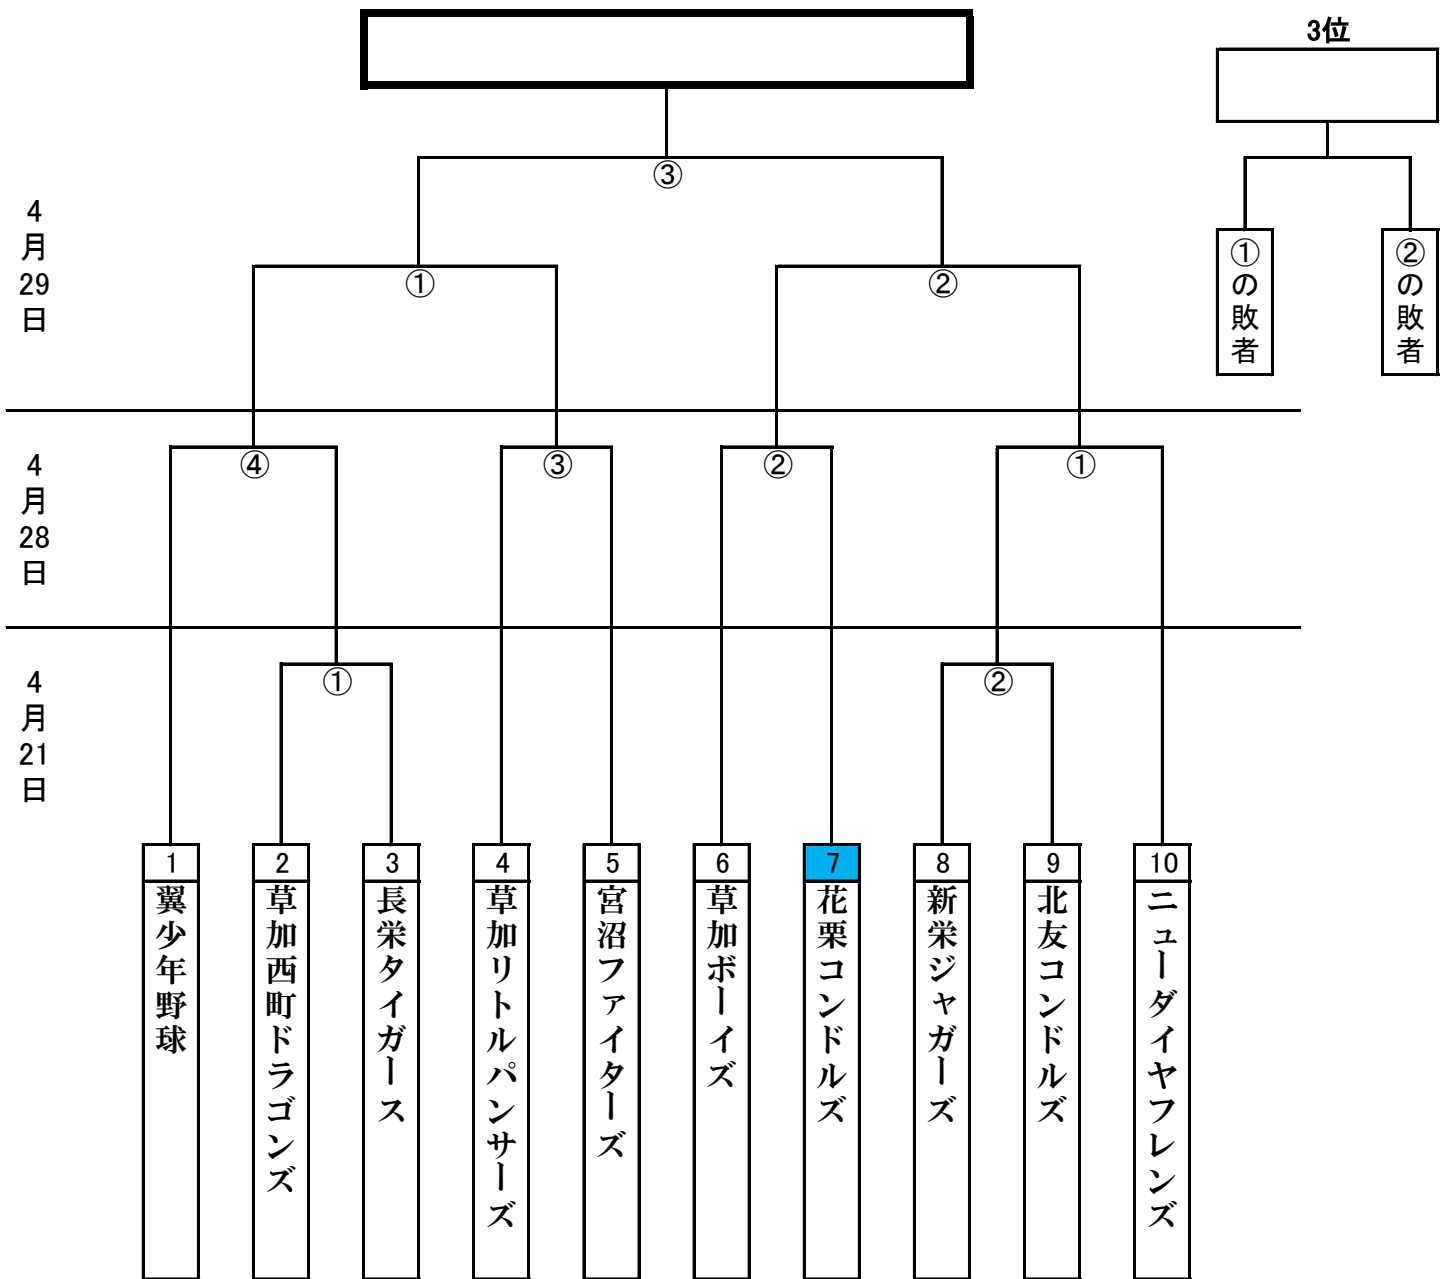 3位
③
4月29日
①
②
①の敗者
②の敗者
4月28日
④
③
②
①
4月21日
①
②
1
2
3
4
5
6
7
8
9
10
翼少年野球
草加西町ドラゴンズ
長栄タイガース
草加リトルパンサーズ
宮沼ファイターズ
草加ボーイズ
花栗コンドルズ
新栄ジャガーズ
北友コンドルズ
ニューダイヤフレンズ